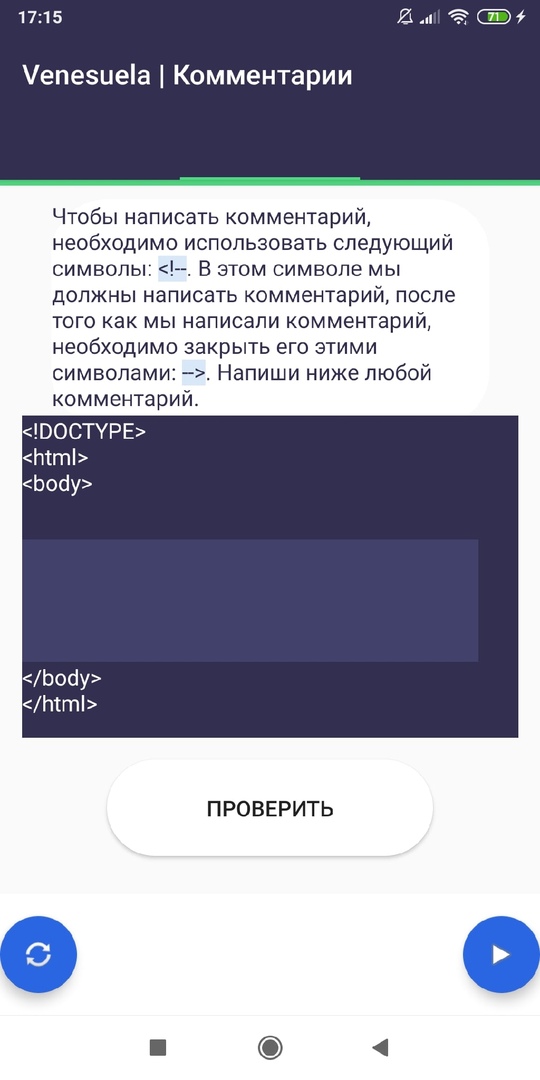 17:15
71
Venesuela | Комментарии
Чтобы написать комментарий,
необходимо использовать следующий
символы: <!--. В этом символе мы
должны написать комментарий, после
того как мы написали комментарий,
необходимо закрыть его этими
символами: -->. Напиши ниже любой
комментарий.
<!DOCTYPE>
<html>
<body>
</body>
</html>
ПРОВЕРИТЬ